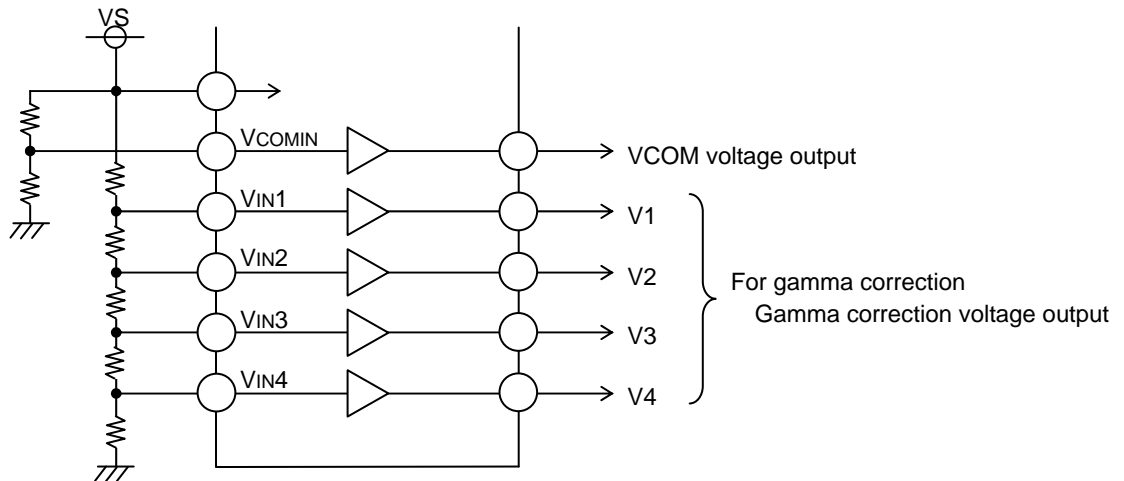 VS
VCOMIN
VCOM voltage output
VIN1
V1
VIN2
V2
For gamma correction
Gamma correction voltage output
VIN3
V3
VIN4
V4